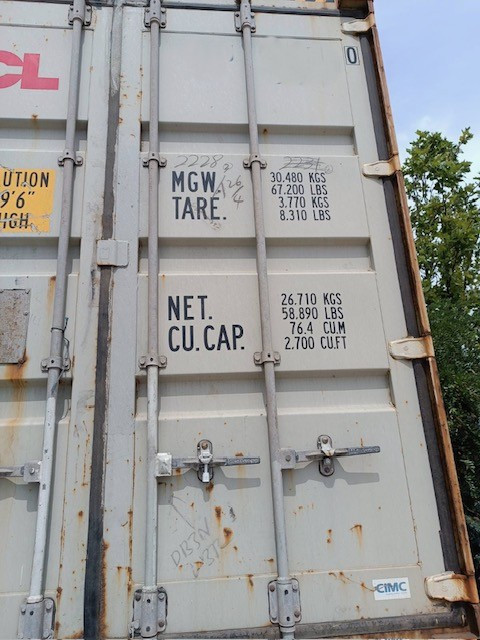 CL
0
UTION
9'6"
HIGH
2228
MGW. 30.480 KGS
67.200 LBS
TARE. 3.770 KGS
8.310 LBS
NET. 26.710 KGS
58.890 LBS
CU.CAP. 76.4 CU.M
2.700 CU.FT
CIMC